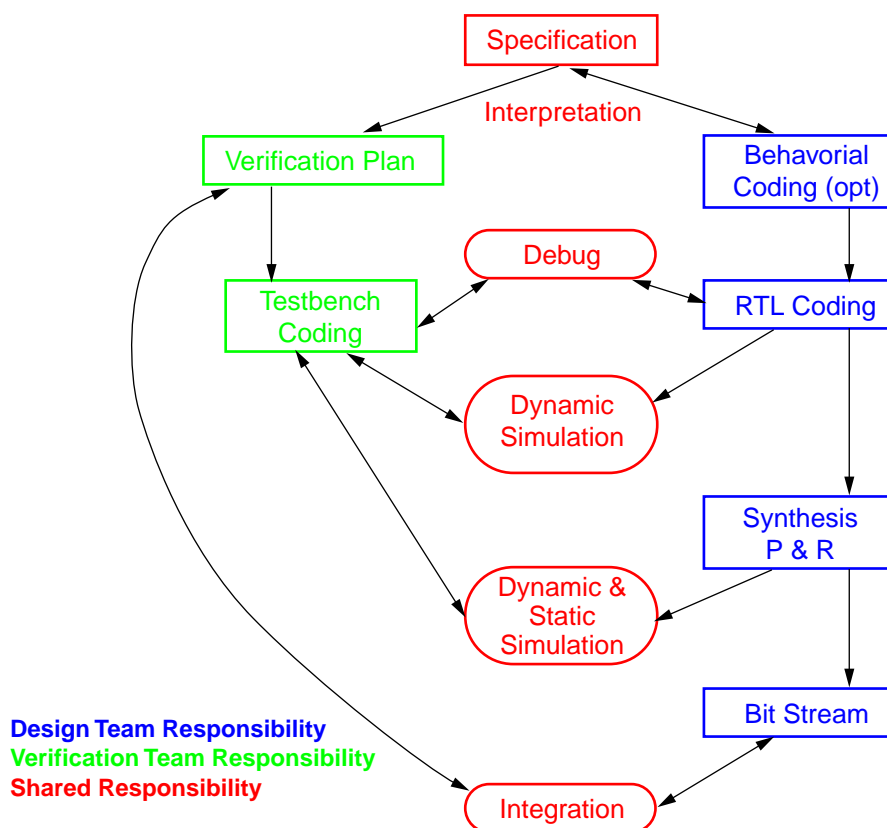 Specification
Interpretation
Verification Plan
Behavorial
Coding (opt)
Debug
Testbench
Coding
RTL Coding
Dynamic
Simulation
Synthesis
P & R
Dynamic &
Static
Simulation
Bit Stream
Design Team Responsibility
Verification Team Responsibility
Shared Responsibility
Integration